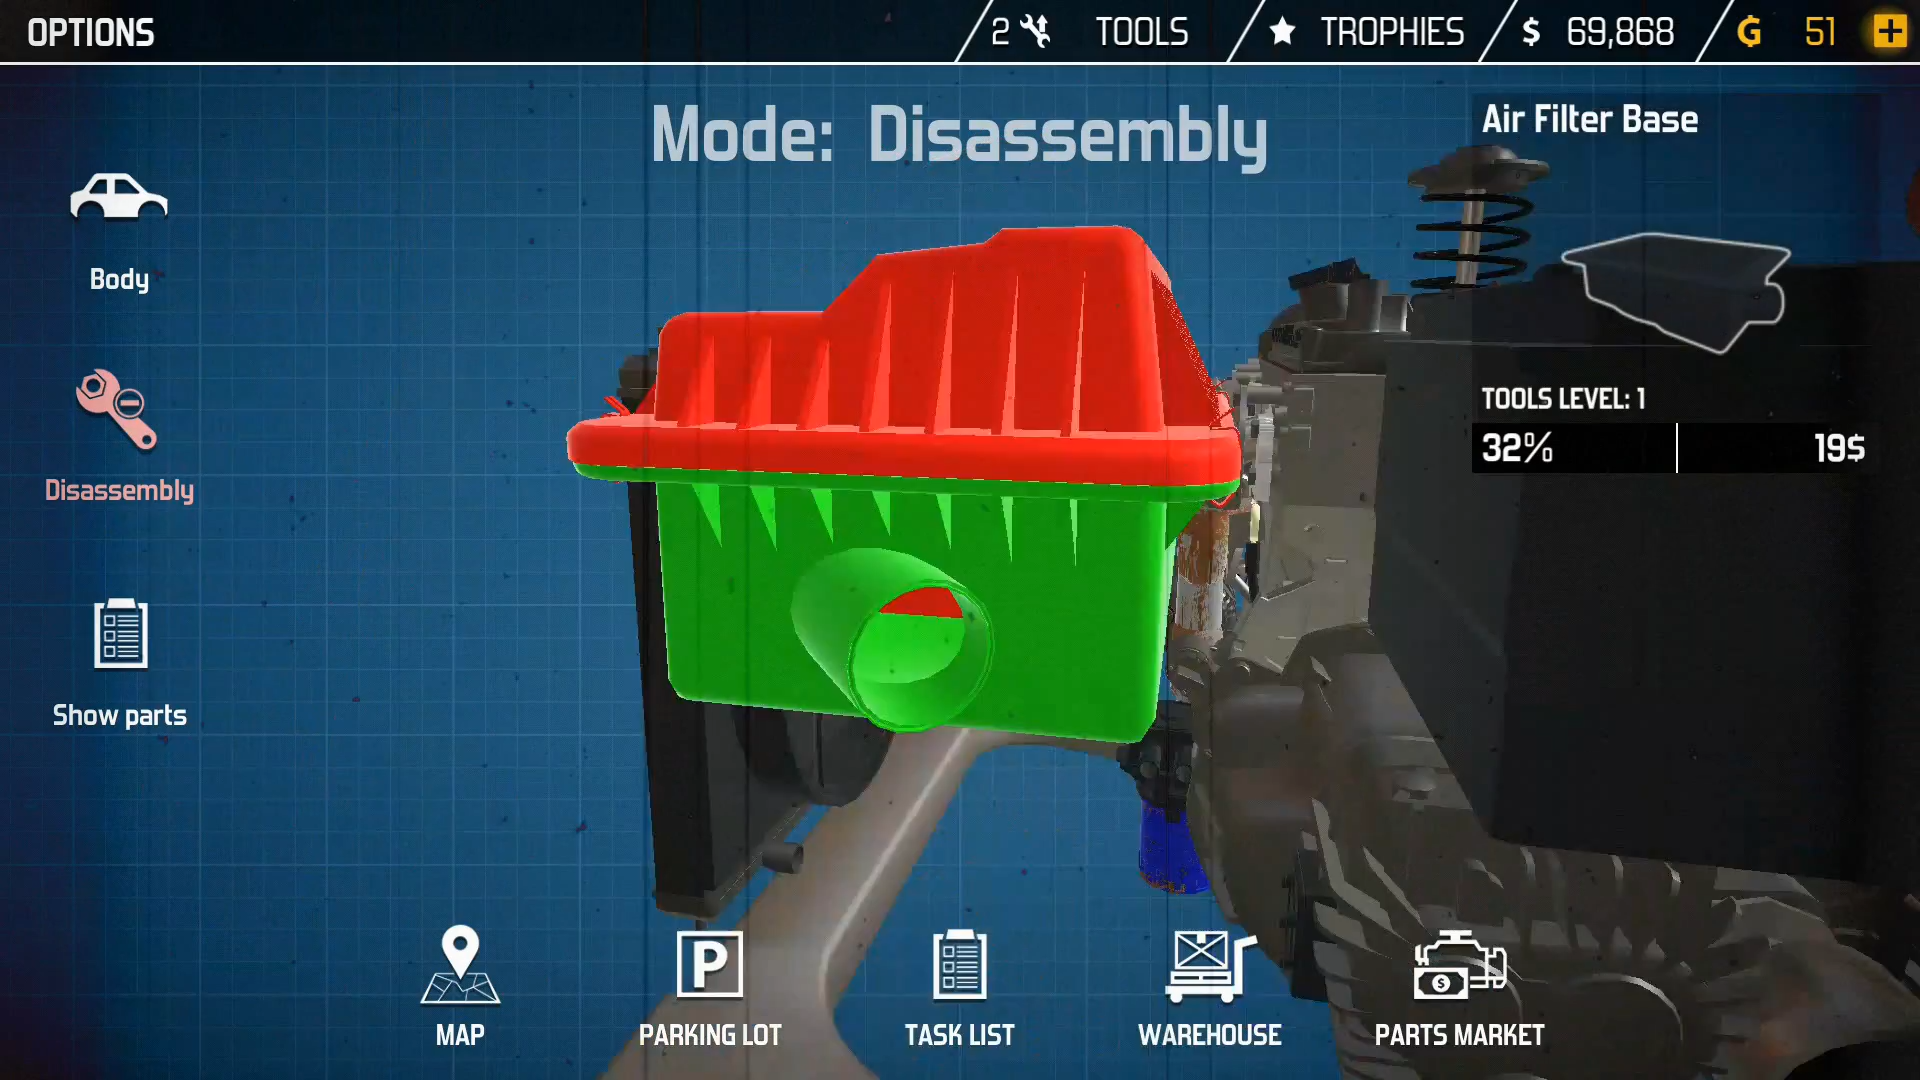 OPTIONS
2 TOOLS
TROPHIES
$ 69,868
G 51
Mode: Disassembly
Air Filter Base
Body
TOOLS LEVEL: 1
32% 19$
Disassembly
Show parts
MAP
P
PARKING LOT
TASK LIST
WAREHOUSE
$
PARTS MARKET